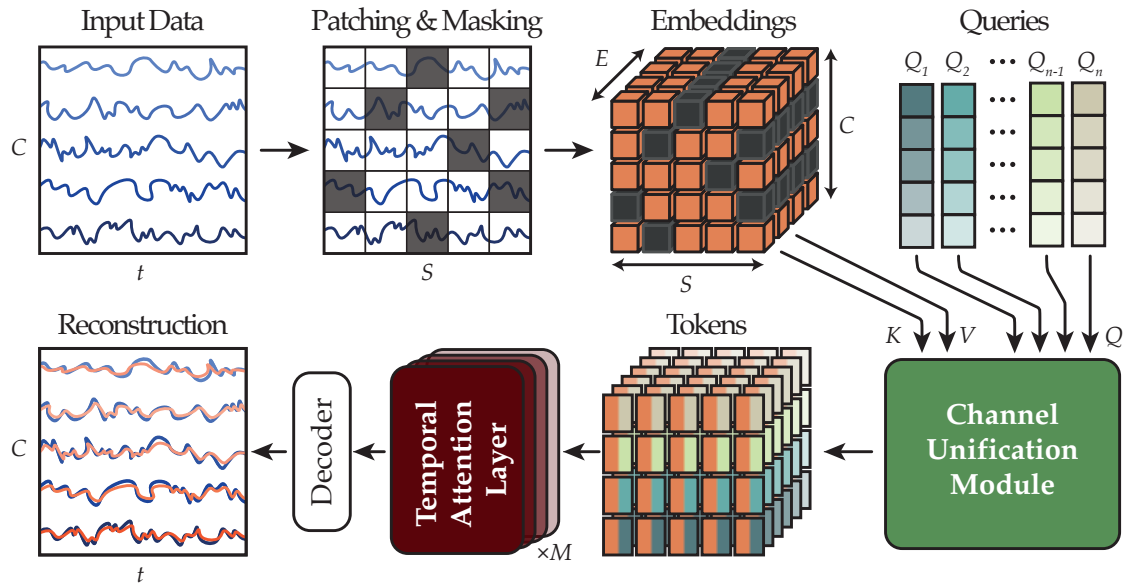 Input Data
Patching & Masking
Embeddings
Queries
E
Q1 Q2 ••• Qn-1 Qn
•••
•••
C
C
•••
•••
•••
t
S
S
Reconstruction
Tokens
K V Q
Channel
Unification
Module
Temporal
Attention
Layer
Decoder
C
×M
t